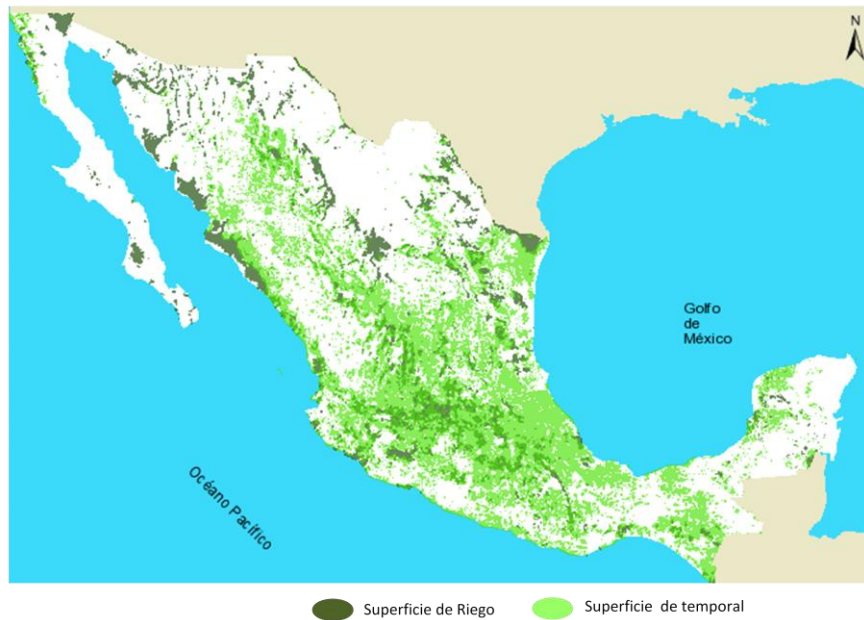 N
Golfo
de
México
Océano Pacífico
Superficie de Riego
Superficie de temporal